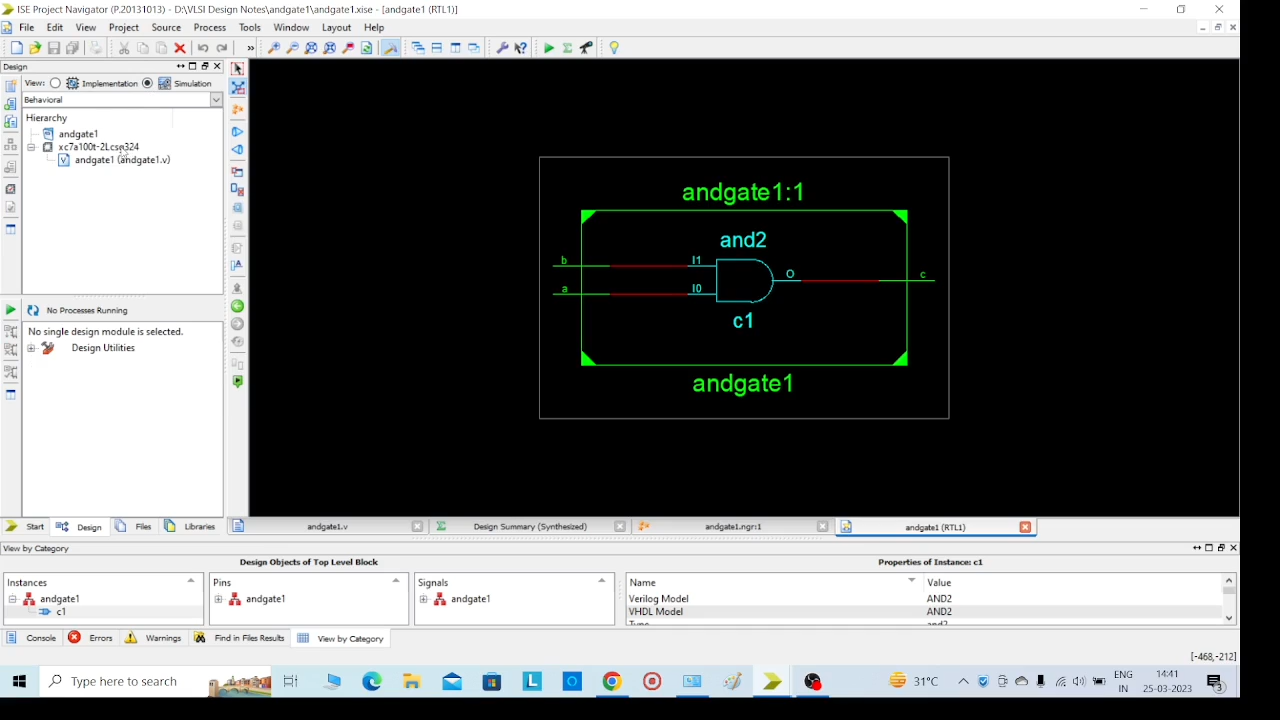 ISE Project Navigator (P.20131013) - D:\VLSI Design Notes\andgate1\andgate1.xise - [andgate1 (RTL1)]
File Edit View Project Source Process Tools Window Layout Help
Design
View: Implementation Simulation
Behavioral
Hierarchy
andgate1
xc7a100t-2Lcsg324
andgate1 (andgate1.v)
No Processes Running
No single design module is selected.
Design Utilities
andgate1:1
and2
b I1
O c
a I0
c1
andgate1
Start Design Files Libraries
andgate1.v Design Summary (Synthesized) andgate1.ngr:1 andgate1 (RTL1)
View by Category
Design Objects of Top Level Block Properties of Instance: c1
Instances Pins Signals Name Value
andgate1 andgate1 andgate1 Verilog Model AND2
c1 VHDL Model AND2
Type and2
Console Errors Warnings Find in Files Results View by Category
[-468,-212]
Type here to search
31°C
ENG
IN
14:41
25-03-2023
3